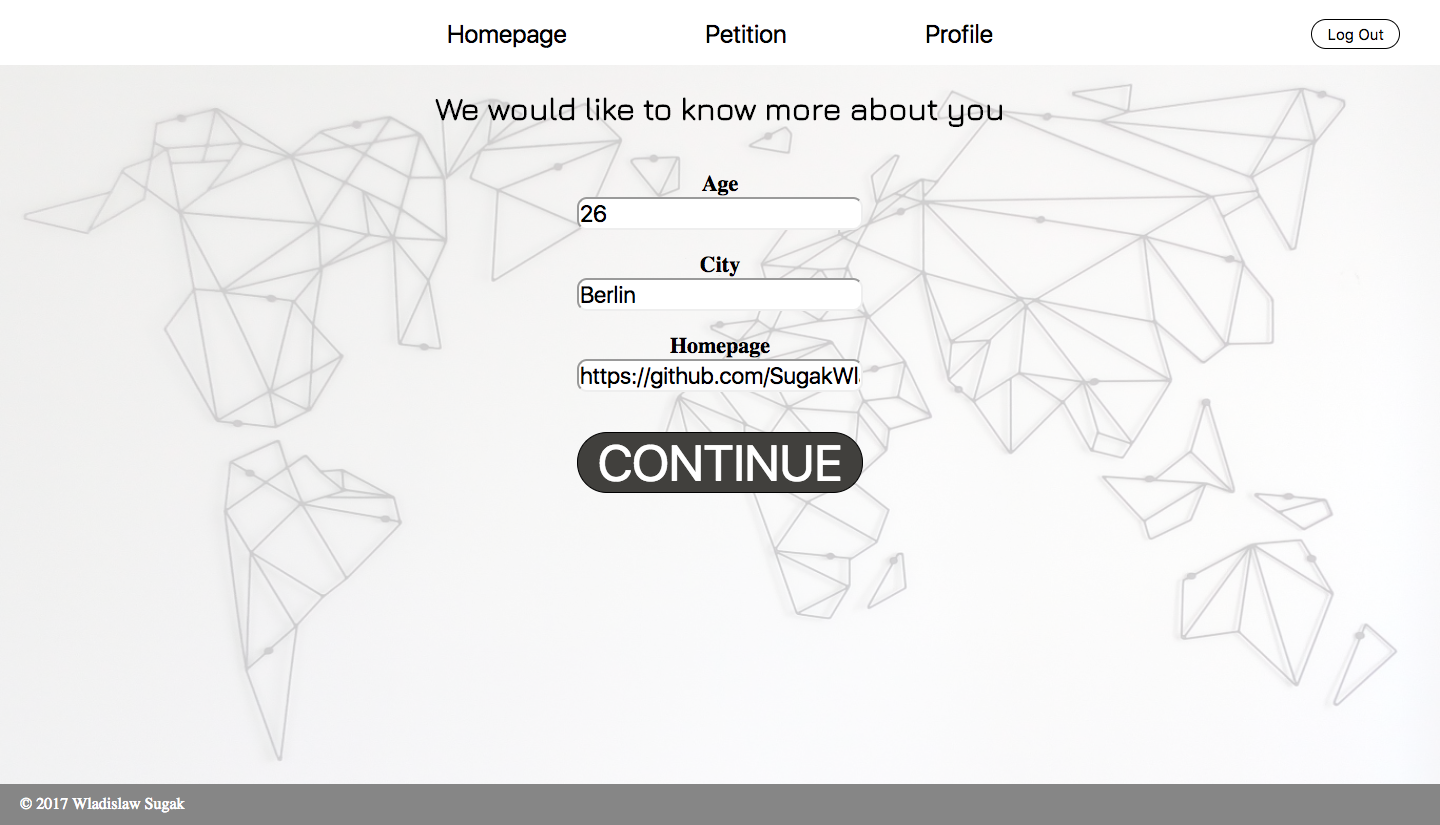 Homepage Petition Profile Log Out
We would like to know more about you
Age
26
City
Berlin
Homepage
https://github.com/SugakWl
CONTINUE
© 2017 Wladislaw Sugak